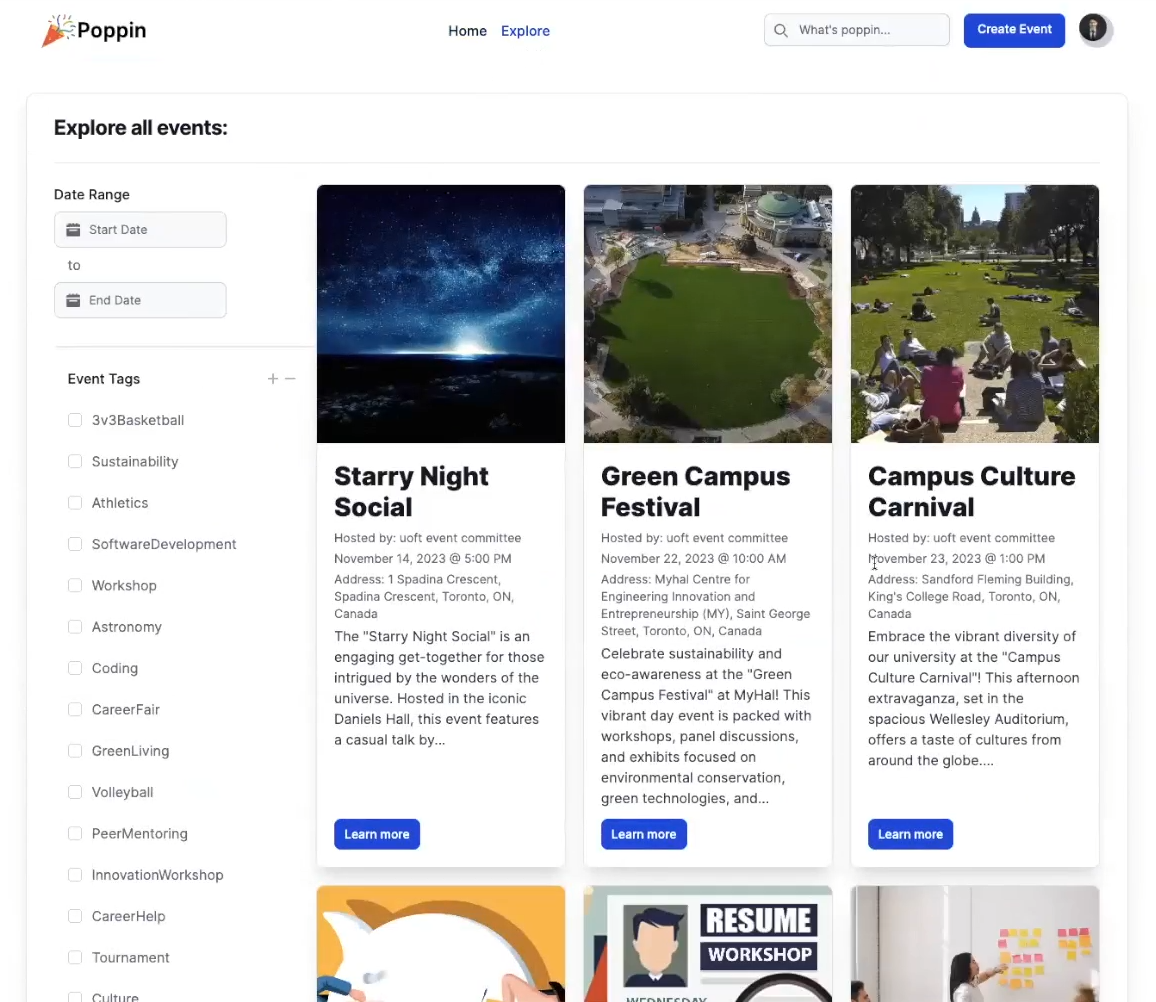 Poppin
Home
Explore
What's poppin...
Create Event
Explore all events:
Date Range
Start Date
to
End Date
Event Tags
3v3Basketball
Sustainability
Athletics
SoftwareDevelopment
Workshop
Astronomy
Coding
CareerFair
GreenLiving
Volleyball
PeerMentoring
InnovationWorkshop
CareerHelp
Tournament
Culture
Starry Night
Social
Hosted by: uoft event committee
November 14, 2023 @ 5:00 PM
Address: 1 Spadina Crescent,
Spadina Crescent, Toronto, ON,
Canada
The "Starry Night Social" is an
engaging get-together for those
intrigued by the wonders of the
universe. Hosted in the iconic
Daniels Hall, this event features
a casual talk by...
Learn more
Green Campus
Festival
Hosted by: uoft event committee
November 22, 2023 @ 10:00 AM
Address: Myhal Centre for
Engineering Innovation and
Entrepreneurship (MY), Saint George
Street, Toronto, ON, Canada
Celebrate sustainability and
eco-awareness at the "Green
Campus Festival" at MyHal! This
vibrant day event is packed with
workshops, panel discussions,
and exhibits focused on
environmental conservation,
green technologies, and...
Learn more
Campus Culture
Carnival
Hosted by: uoft event committee
November 23, 2023 @ 1:00 PM
Address: Sandford Fleming Building,
King's College Road, Toronto, ON,
Canada
Embrace the vibrant diversity of
our university at the "Campus
Culture Carnival"! This afternoon
extravaganza, set in the
spacious Wellesley Auditorium,
offers a taste of cultures from
around the globe....
Learn more
RESUME
WORKSHOP
WEDNESDAY